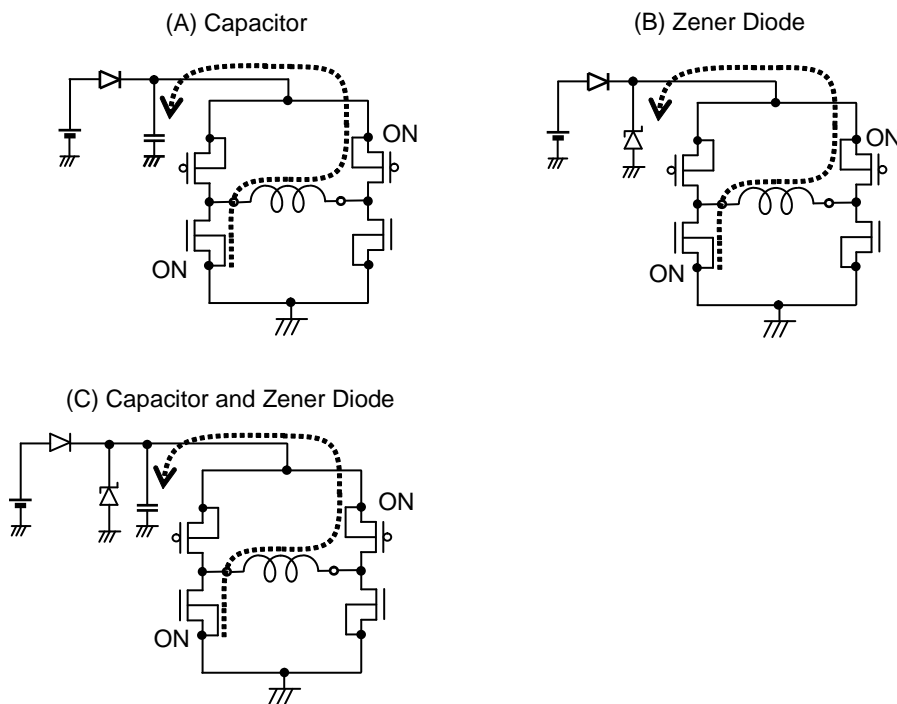 (A) Capacitor
ON
ON
(B) Zener Diode
ON
ON
(C) Capacitor and Zener Diode
ON
ON